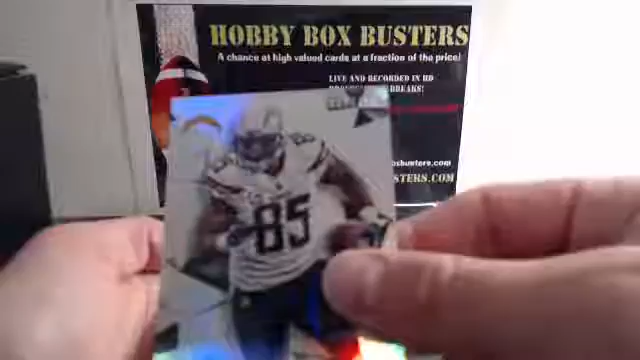 HOBBY BOX BUSTERS
A chance at high valued cards at a fraction of the price!
LIVE AND RECORDED IN HD
BREAKS!
busters.com
STERS.COM
85